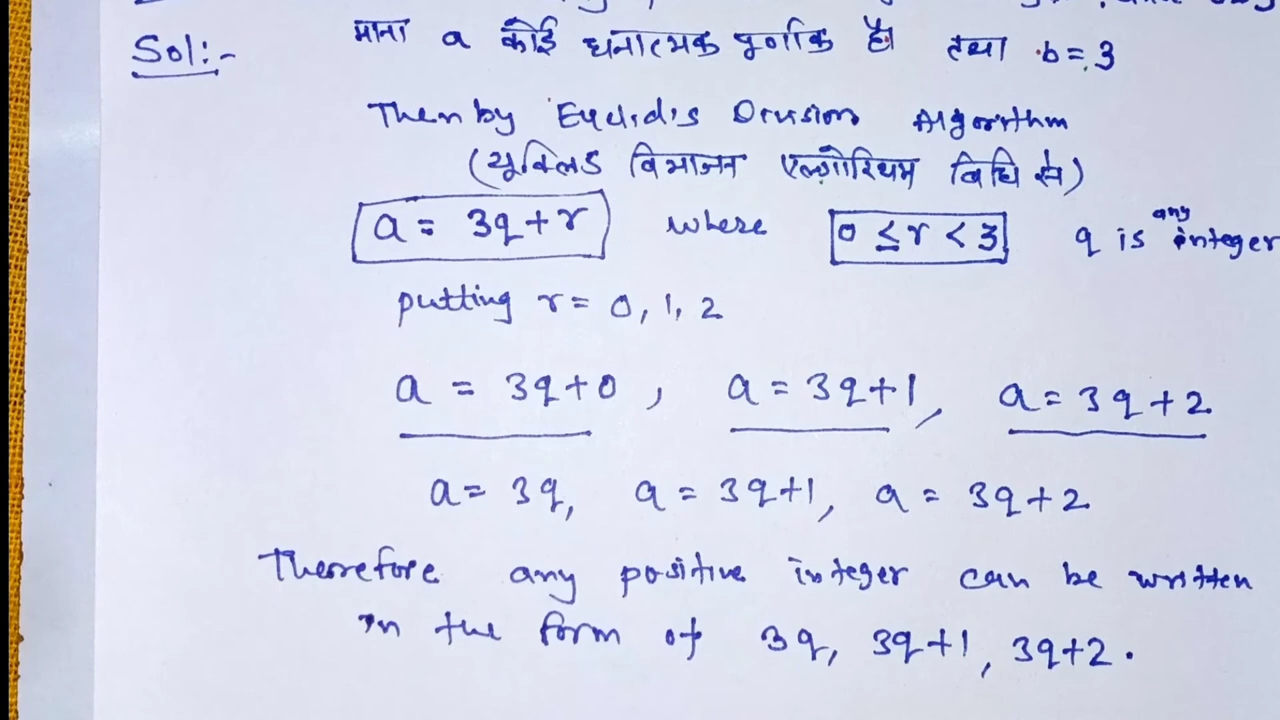 Sol:-
माना a कोई धनात्मक पूर्णांक है। तथा b = 3
Then by Euclid's Division Algorithm
(यूक्लिड विभाजन एल्गोरिथम विधि से)
a = 3q + r where 0 ≤ r < 3 q is any integer
putting r = 0, 1, 2
a = 3q + 0, a = 3q + 1, a = 3q + 2
a = 3q, a = 3q + 1, a = 3q + 2
Therefore any positive integer can be written
in the form of 3q, 3q + 1, 3q + 2.